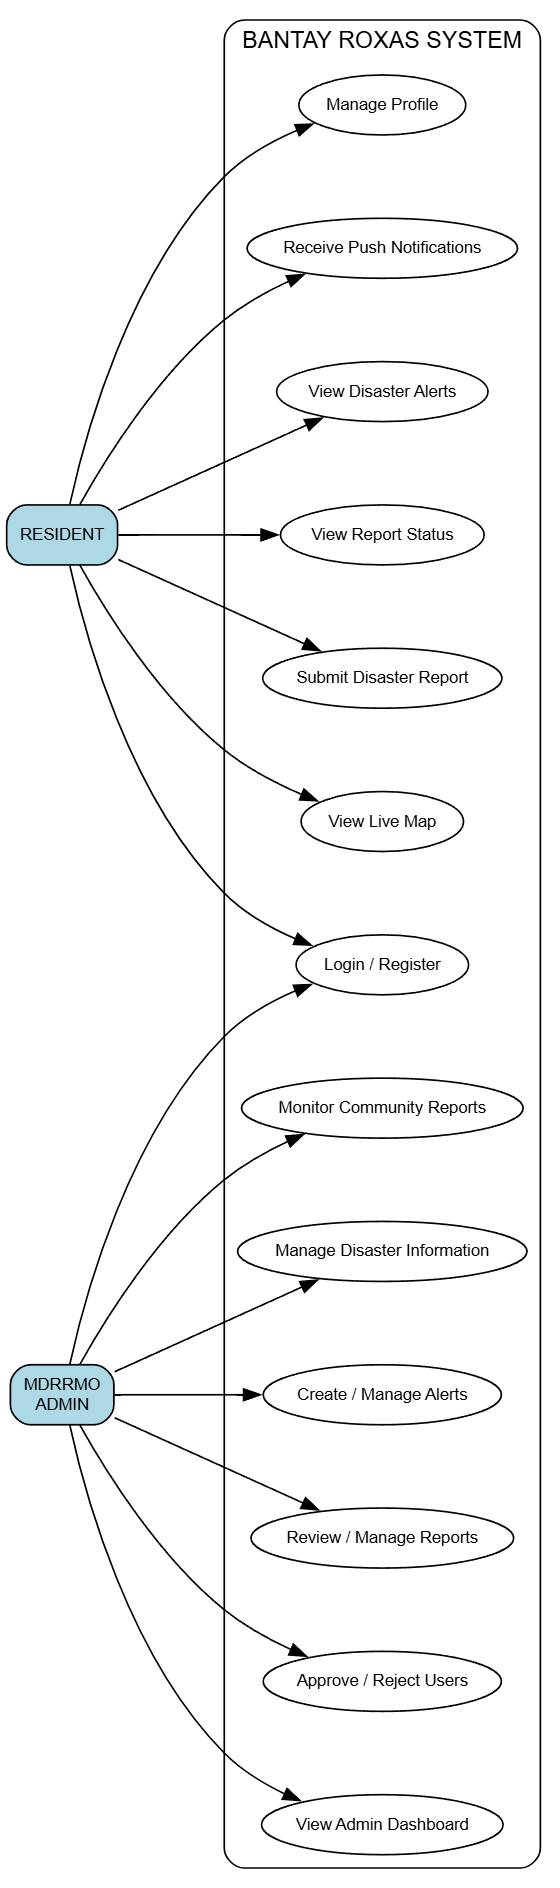 BANTAY ROXAS SYSTEM
Manage Profile
Receive Push Notifications
View Disaster Alerts
RESIDENT
View Report Status
Submit Disaster Report
View Live Map
Login / Register
Monitor Community Reports
Manage Disaster Information
MDRRMO
ADMIN
Create / Manage Alerts
Review / Manage Reports
Approve / Reject Users
View Admin Dashboard